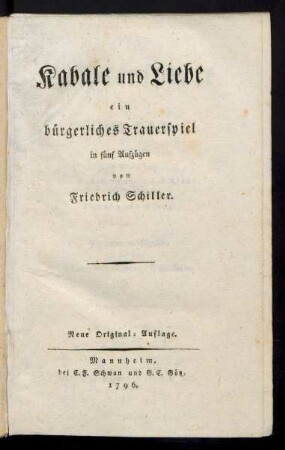 Kabale und Liebe
ein
bürgerliches Trauerspiel
in fünf Aufzügen
von
Friedrich Schiller.
Neue Original-Auflage.
Mannheim,
bei C. F. Schwan und G. C. Götz.
1796.